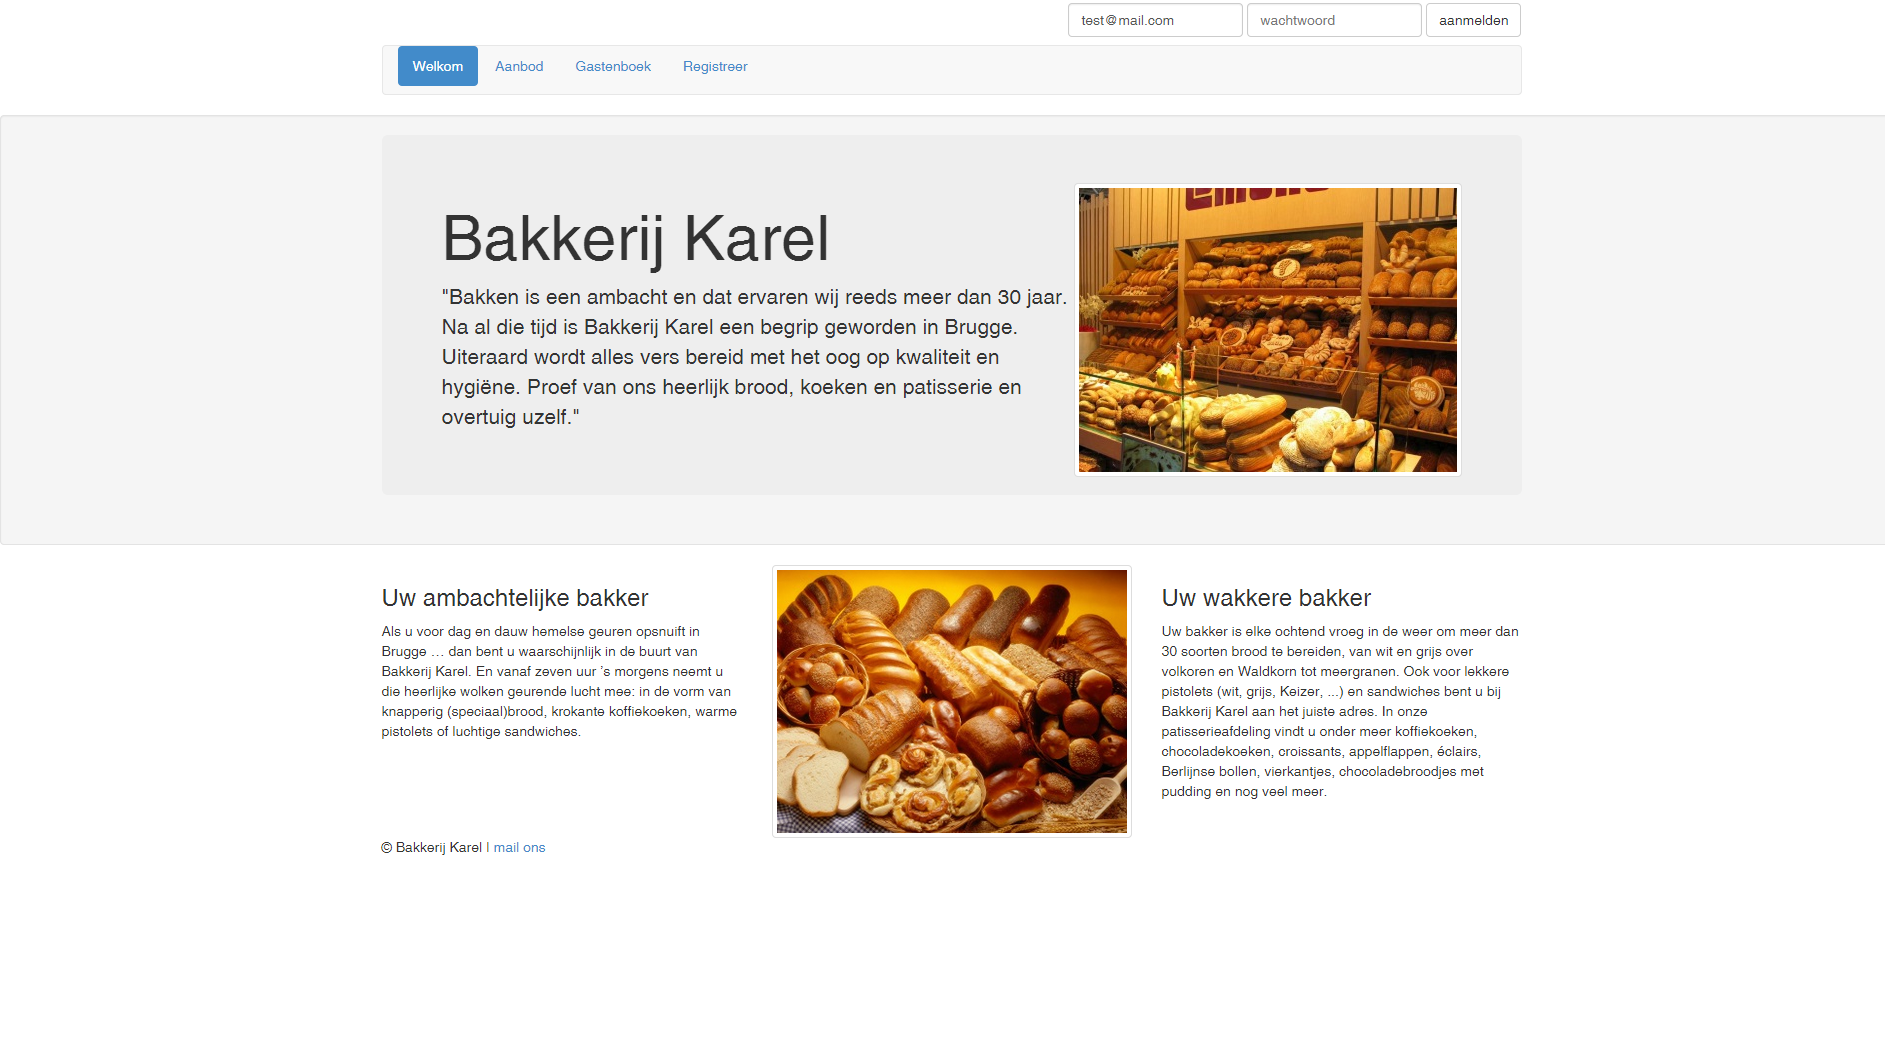 test@mail.com wachtwoord aanmelden
Welkom Aanbod Gastenboek Registreer
Bakkerij Karel
"Bakken is een ambacht en dat ervaren wij reeds meer dan 30 jaar.
Na al die tijd is Bakkerij Karel een begrip geworden in Brugge.
Uiteraard wordt alles vers bereid met het oog op kwaliteit en
hygiëne. Proef van ons heerlijk brood, koeken en patisserie en
overtuig uzelf."
Uw ambachtelijke bakker
Als u voor dag en dauw hemelse geuren opsnuift in
Brugge … dan bent u waarschijnlijk in de buurt van
Bakkerij Karel. En vanaf zeven uur 's morgens neemt u
die heerlijke wolken geurende lucht mee: in de vorm van
knapperig (speciaal)brood, krokante koffiekoeken, warme
pistolets of luchtige sandwiches.
Uw wakkere bakker
Uw bakker is elke ochtend vroeg in de weer om meer dan
30 soorten brood te bereiden, van wit en grijs over
volkoren en Waldkorn tot meergranen. Ook voor lekkere
pistolets (wit, grijs, Keizer, ...) en sandwiches bent u bij
Bakkerij Karel aan het juiste adres. In onze
patisserieafdeling vindt u onder meer koffiekoeken,
chocoladekoeken, croissants, appelflappen, éclairs,
Berlijnse bollen, vierkantjes, chocoladebroodjes met
pudding en nog veel meer.
© Bakkerij Karel I mail ons